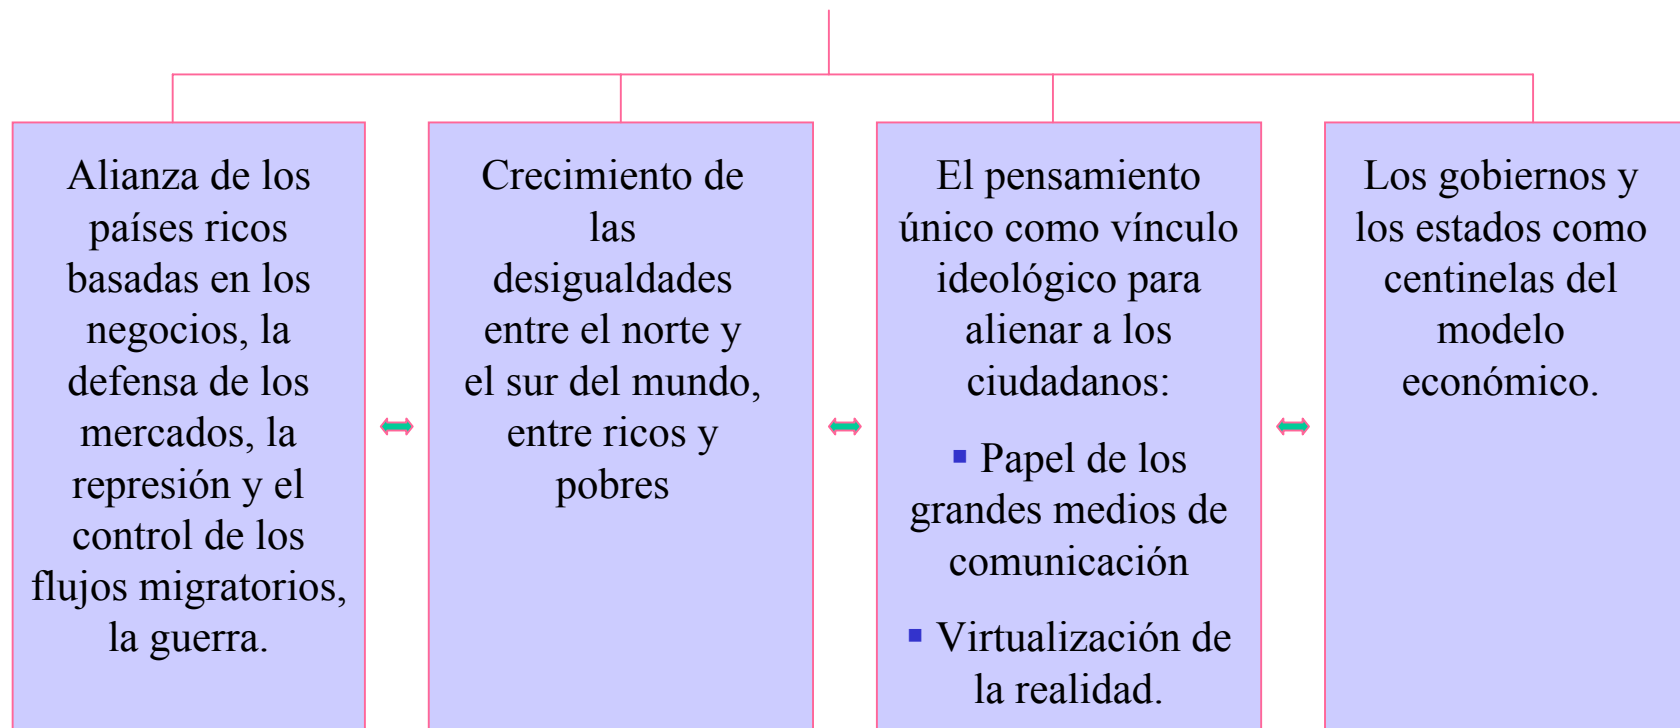 Alianza de los
países ricos
basadas en los
negocios, la
defensa de los
mercados, la
represión y el
control de los
flujos migratorios,
la guerra.
Crecimiento de
las
desigualdades
entre el norte y
el sur del mundo,
entre ricos y
pobres
El pensamiento
único como vínculo
ideológico para
alienar a los
ciudadanos:
▪ Papel de los
grandes medios de
comunicación
▪ Virtualización de
la realidad.
Los gobiernos y
los estados como
centinelas del
modelo
económico.